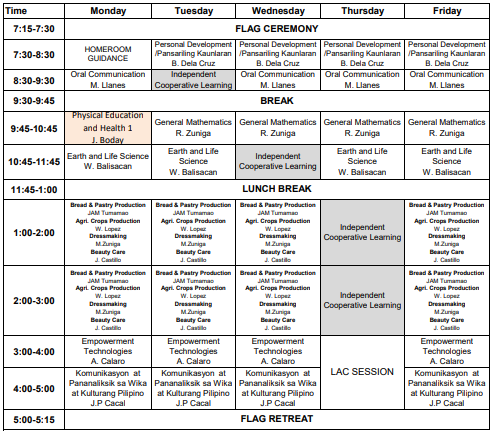 Time Monday Tuesday Wednesday Thursday Friday
7:15-7:30 FLAG CEREMONY
7:30-8:30
HOMEROOM
GUIDANCE
Personal Development
/Pansariling Kaunlaran
B. Dela Cruz
Personal Development
/Pansariling Kaunlaran
B. Dela Cruz
Personal Development
/Pansariling Kaunlaran
B. Dela Cruz
Personal Development
/Pansariling Kaunlaran
B. Dela Cruz
8:30-9:30
Oral Communication
M. Llanes
Independent
Cooperative Learning
Oral Communication
M. Llanes
Oral Communication
M. Llanes
Oral Communication
M. Llanes
9:30-9:45 BREAK
9:45-10:45
Physical Education
and Health 1
J. Boday
General Mathematics
R. Zuniga
General Mathematics
R. Zuniga
General Mathematics
R. Zuniga
General Mathematics
R. Zuniga
10:45-11:45
Earth and Life Science
W. Balisacan
Earth and Life
Science
W. Balisacan
Independent
Cooperative Learning
Earth and Life
Science
W. Balisacan
Earth and Life
Science
W. Balisacan
11:45-1:00 LUNCH BREAK
1:00-2:00
Bread & Pastry Production
JAM Tumamao
Agri. Crops Production
W. Lopez
Dressmaking
M.Zuniga
Beauty Care
J. Castillo
Bread & Pastry Production
JAM Tumamao
Agri. Crops Production
W. Lopez
Dressmaking
M.Zuniga
Beauty Care
J. Castillo
Bread & Pastry Production
JAM Tumamao
Agri. Crops Production
W. Lopez
Dressmaking
M.Zuniga
Beauty Care
J. Castillo
Independent
Cooperative Learning
Bread & Pastry Production
JAM Tumamao
Agri. Crops Production
W. Lopez
Dressmaking
M.Zuniga
Beauty Care
J. Castillo
2:00-3:00
Bread & Pastry Production
JAM Tumamao
Agri. Crops Production
W. Lopez
Dressmaking
M.Zuniga
Beauty Care
J. Castillo
Bread & Pastry Production
JAM Tumamao
Agri. Crops Production
W. Lopez
Dressmaking
M.Zuniga
Beauty Care
J. Castillo
Bread & Pastry Production
JAM Tumamao
Agri. Crops Production
W. Lopez
Dressmaking
M.Zuniga
Beauty Care
J. Castillo
Independent
Cooperative Learning
Bread & Pastry Production
JAM Tumamao
Agri. Crops Production
W. Lopez
Dressmaking
M.Zuniga
Beauty Care
J. Castillo
3:00-4:00
Empowerment
Technologies
A. Calaro
Empowerment
Technologies
A. Calaro
Empowerment
Technologies
A. Calaro
LAC SESSION
Empowerment
Technologies
A. Calaro
4:00-5:00
Komunikasyon at
Pananaliksik sa Wika
at Kulturang Pilipino
J.P Cacal
Komunikasyon at
Pananaliksik sa Wika
at Kulturang Pilipino
J.P Cacal
Komunikasyon at
Pananaliksik sa Wika
at Kulturang Pilipino
J.P Cacal
Komunikasyon at
Pananaliksik sa Wika
at Kulturang Pilipino
J.P Cacal
5:00-5:15 FLAG RETREAT